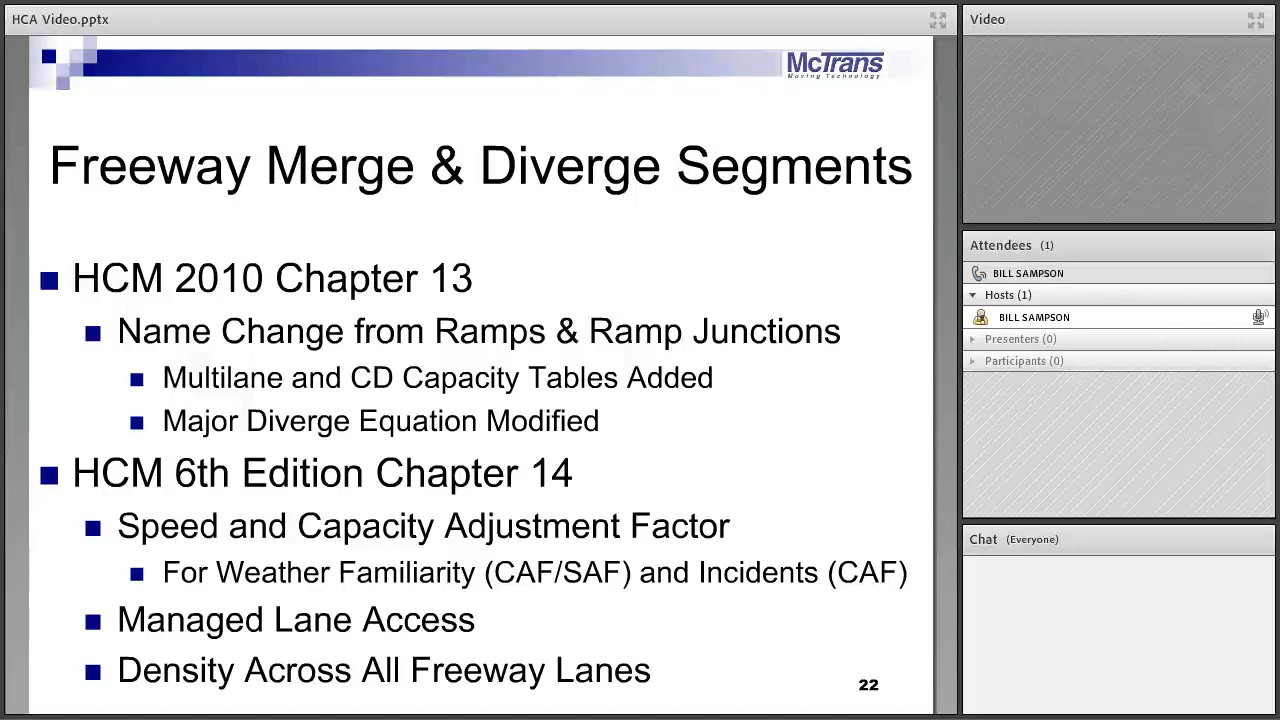 HCA Video.pptx
McTrans
Moving Technology
Freeway Merge & Diverge Segments
HCM 2010 Chapter 13
Name Change from Ramps & Ramp Junctions
Multilane and CD Capacity Tables Added
Major Diverge Equation Modified
HCM 6th Edition Chapter 14
Speed and Capacity Adjustment Factor
For Weather Familiarity (CAF/SAF) and Incidents (CAF)
Managed Lane Access
Density Across All Freeway Lanes
22
Video
Attendees (1)
BILL SAMPSON
Hosts (1)
BILL SAMPSON
Presenters (0)
Participants (0)
Chat (Everyone)